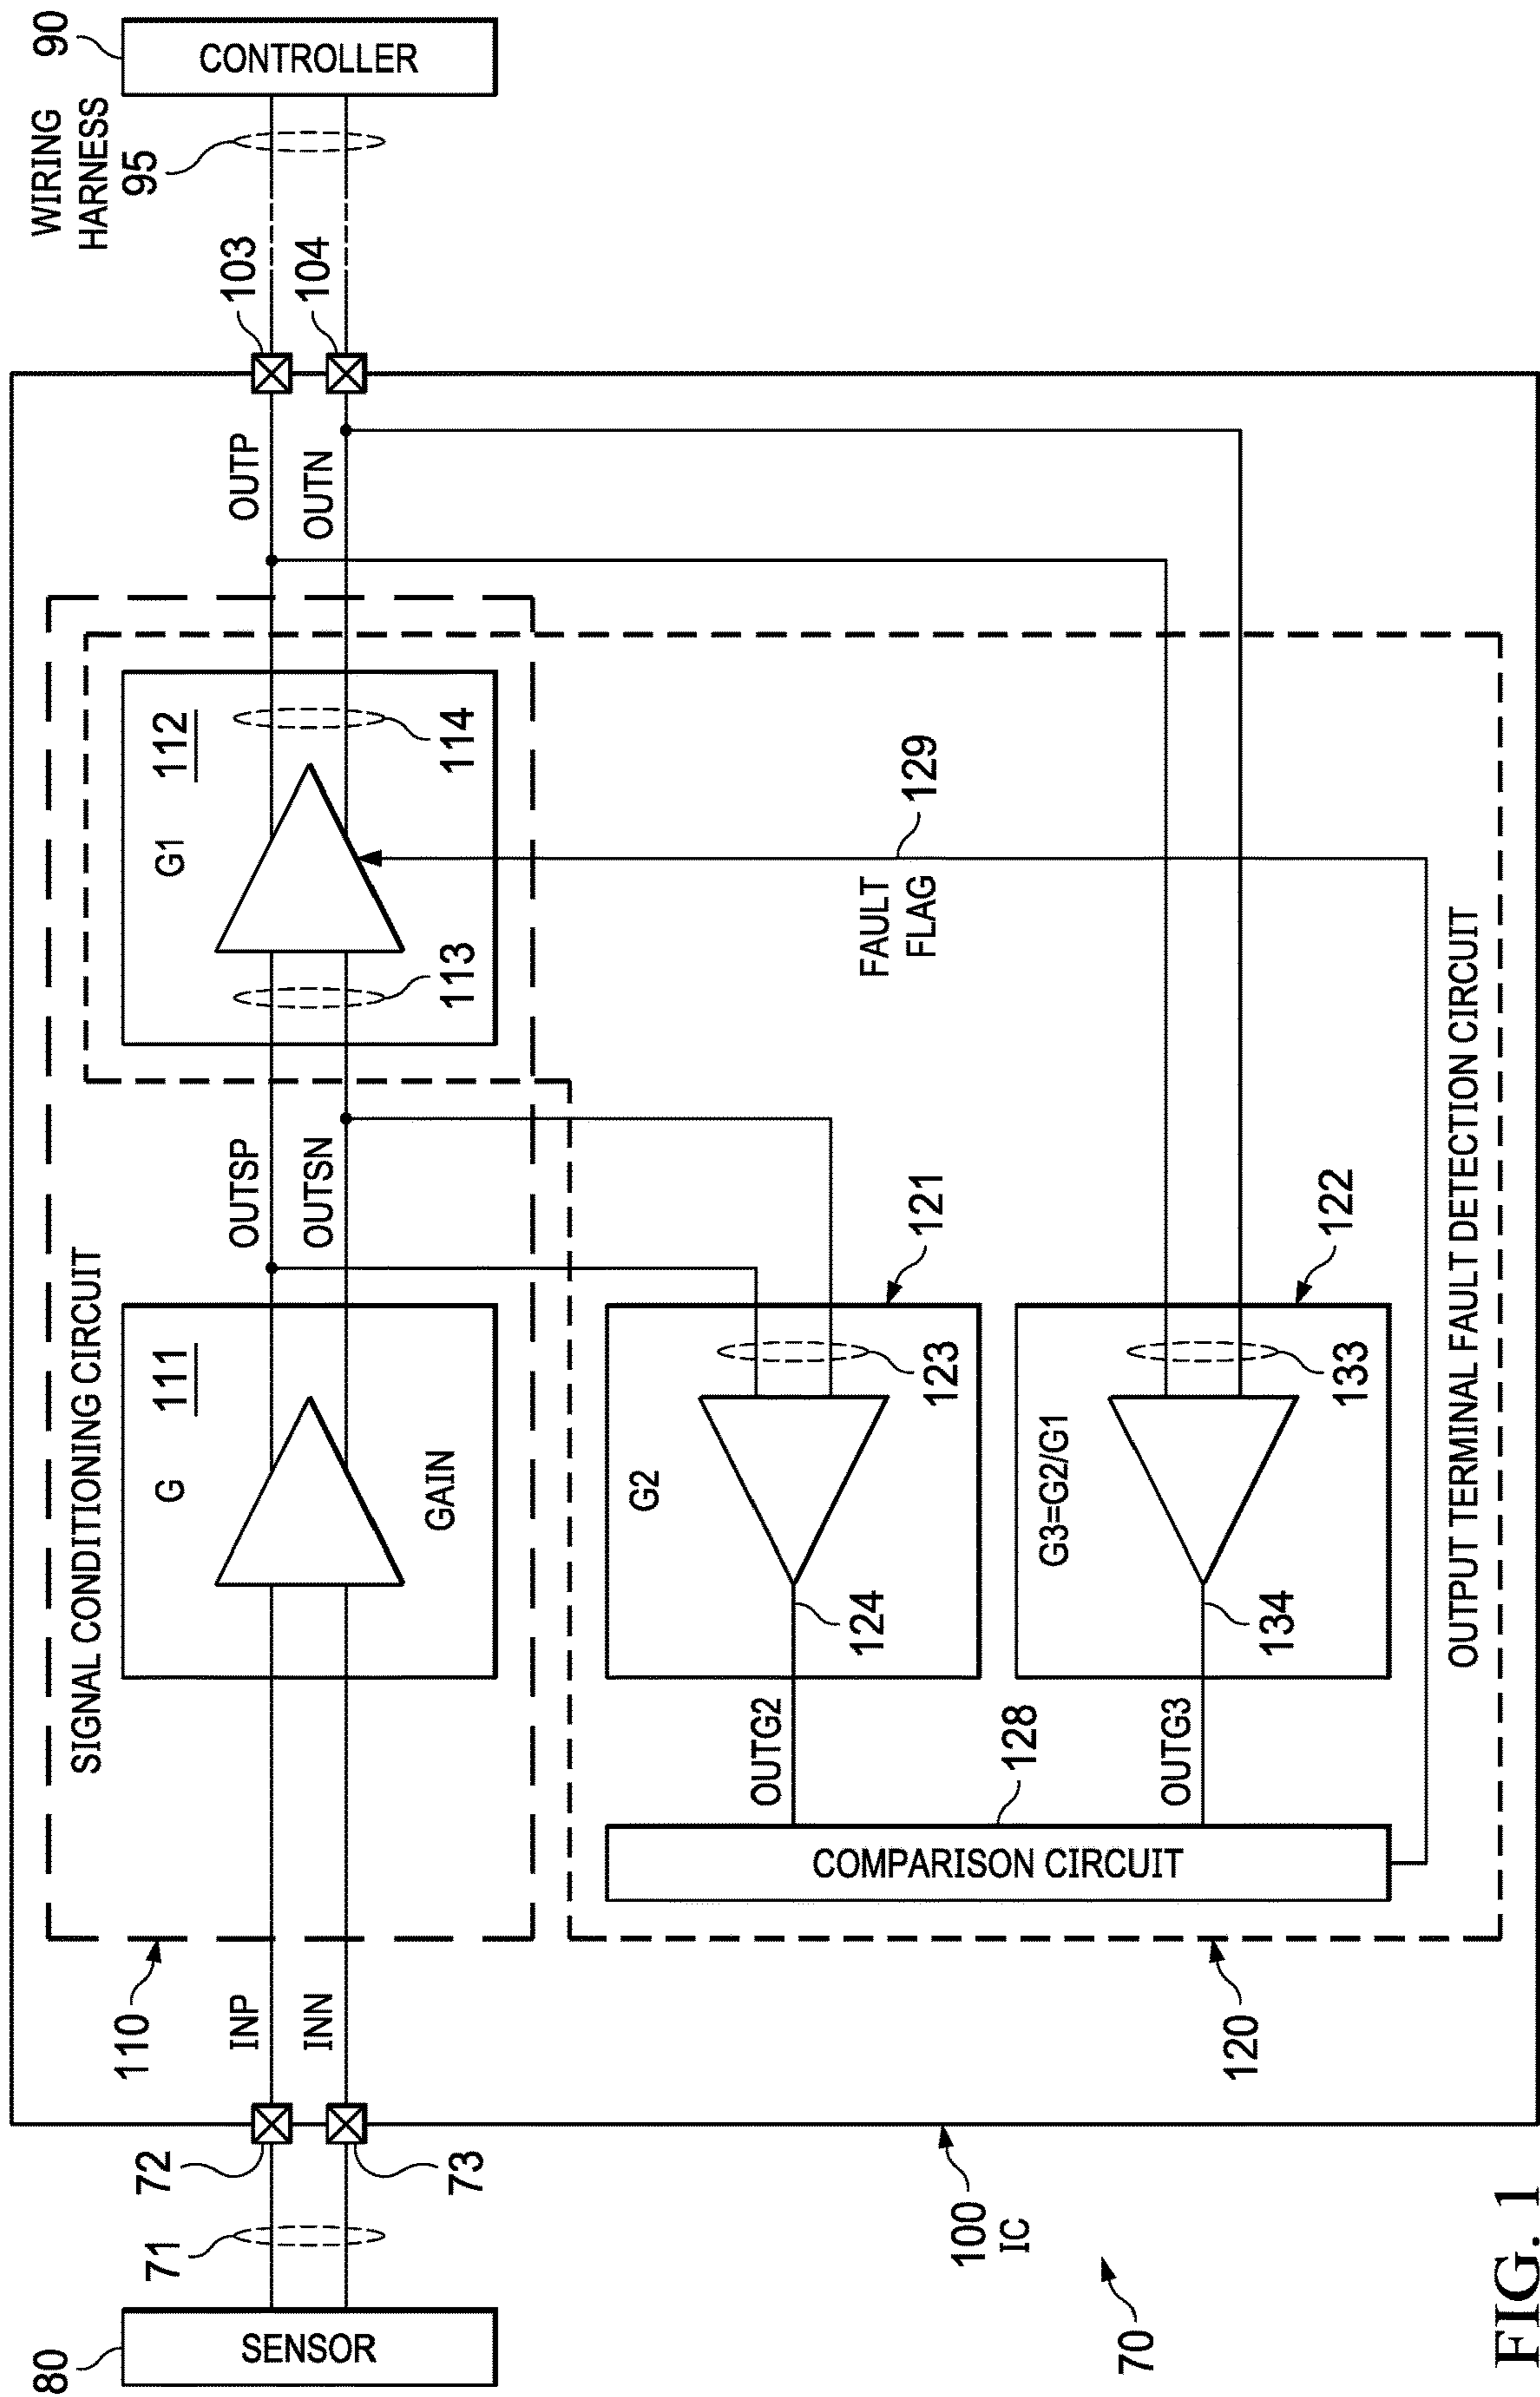 80
SENSOR
71
72
73
70
100
IC
INP
INN
110
SIGNAL CONDITIONING CIRCUIT
G
111
GAIN
OUTSP
OUTSN
G1
112
113
114
OUTP
OUTN
103
104
WIRING
HARNESS
95
90
CONTROLLER
120
COMPARISON CIRCUIT
128
OUTG2
OUTG3
G2
124
123
121
G3=G2/G1
134
133
122
FAULT
FLAG
129
OUTPUT TERMINAL FAULT DETECTION CIRCUIT
FIG. 1